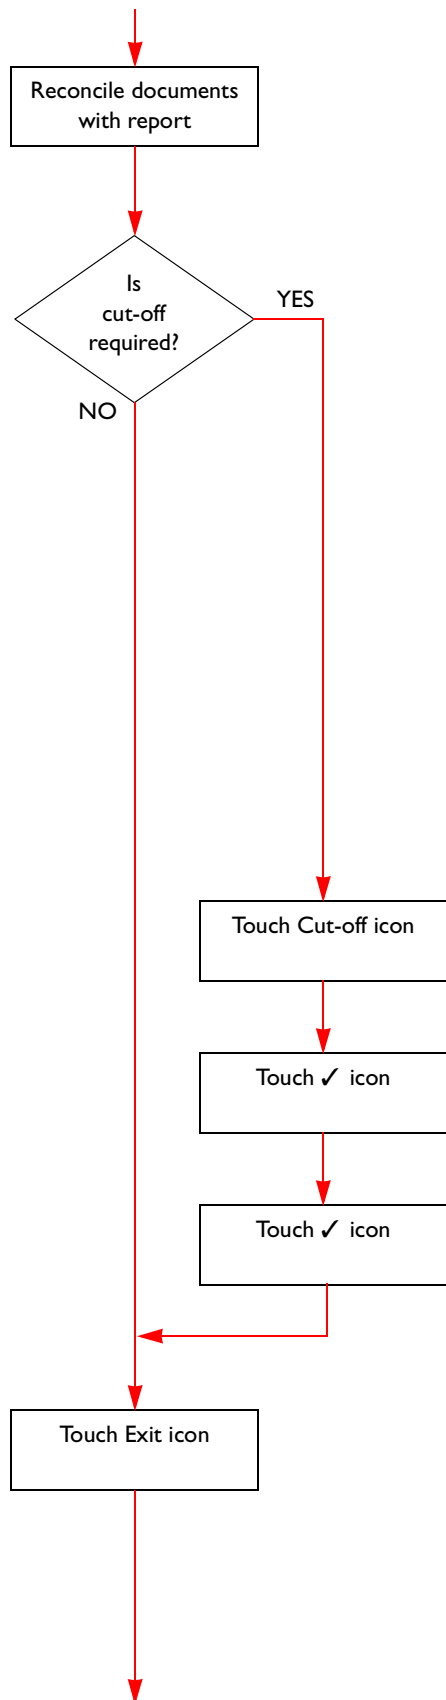 Reconcile documents
with report
Is
cut-off
required?
YES
NO
Touch Cut-off icon
Touch ✓ icon
Touch ✓ icon
Touch Exit icon